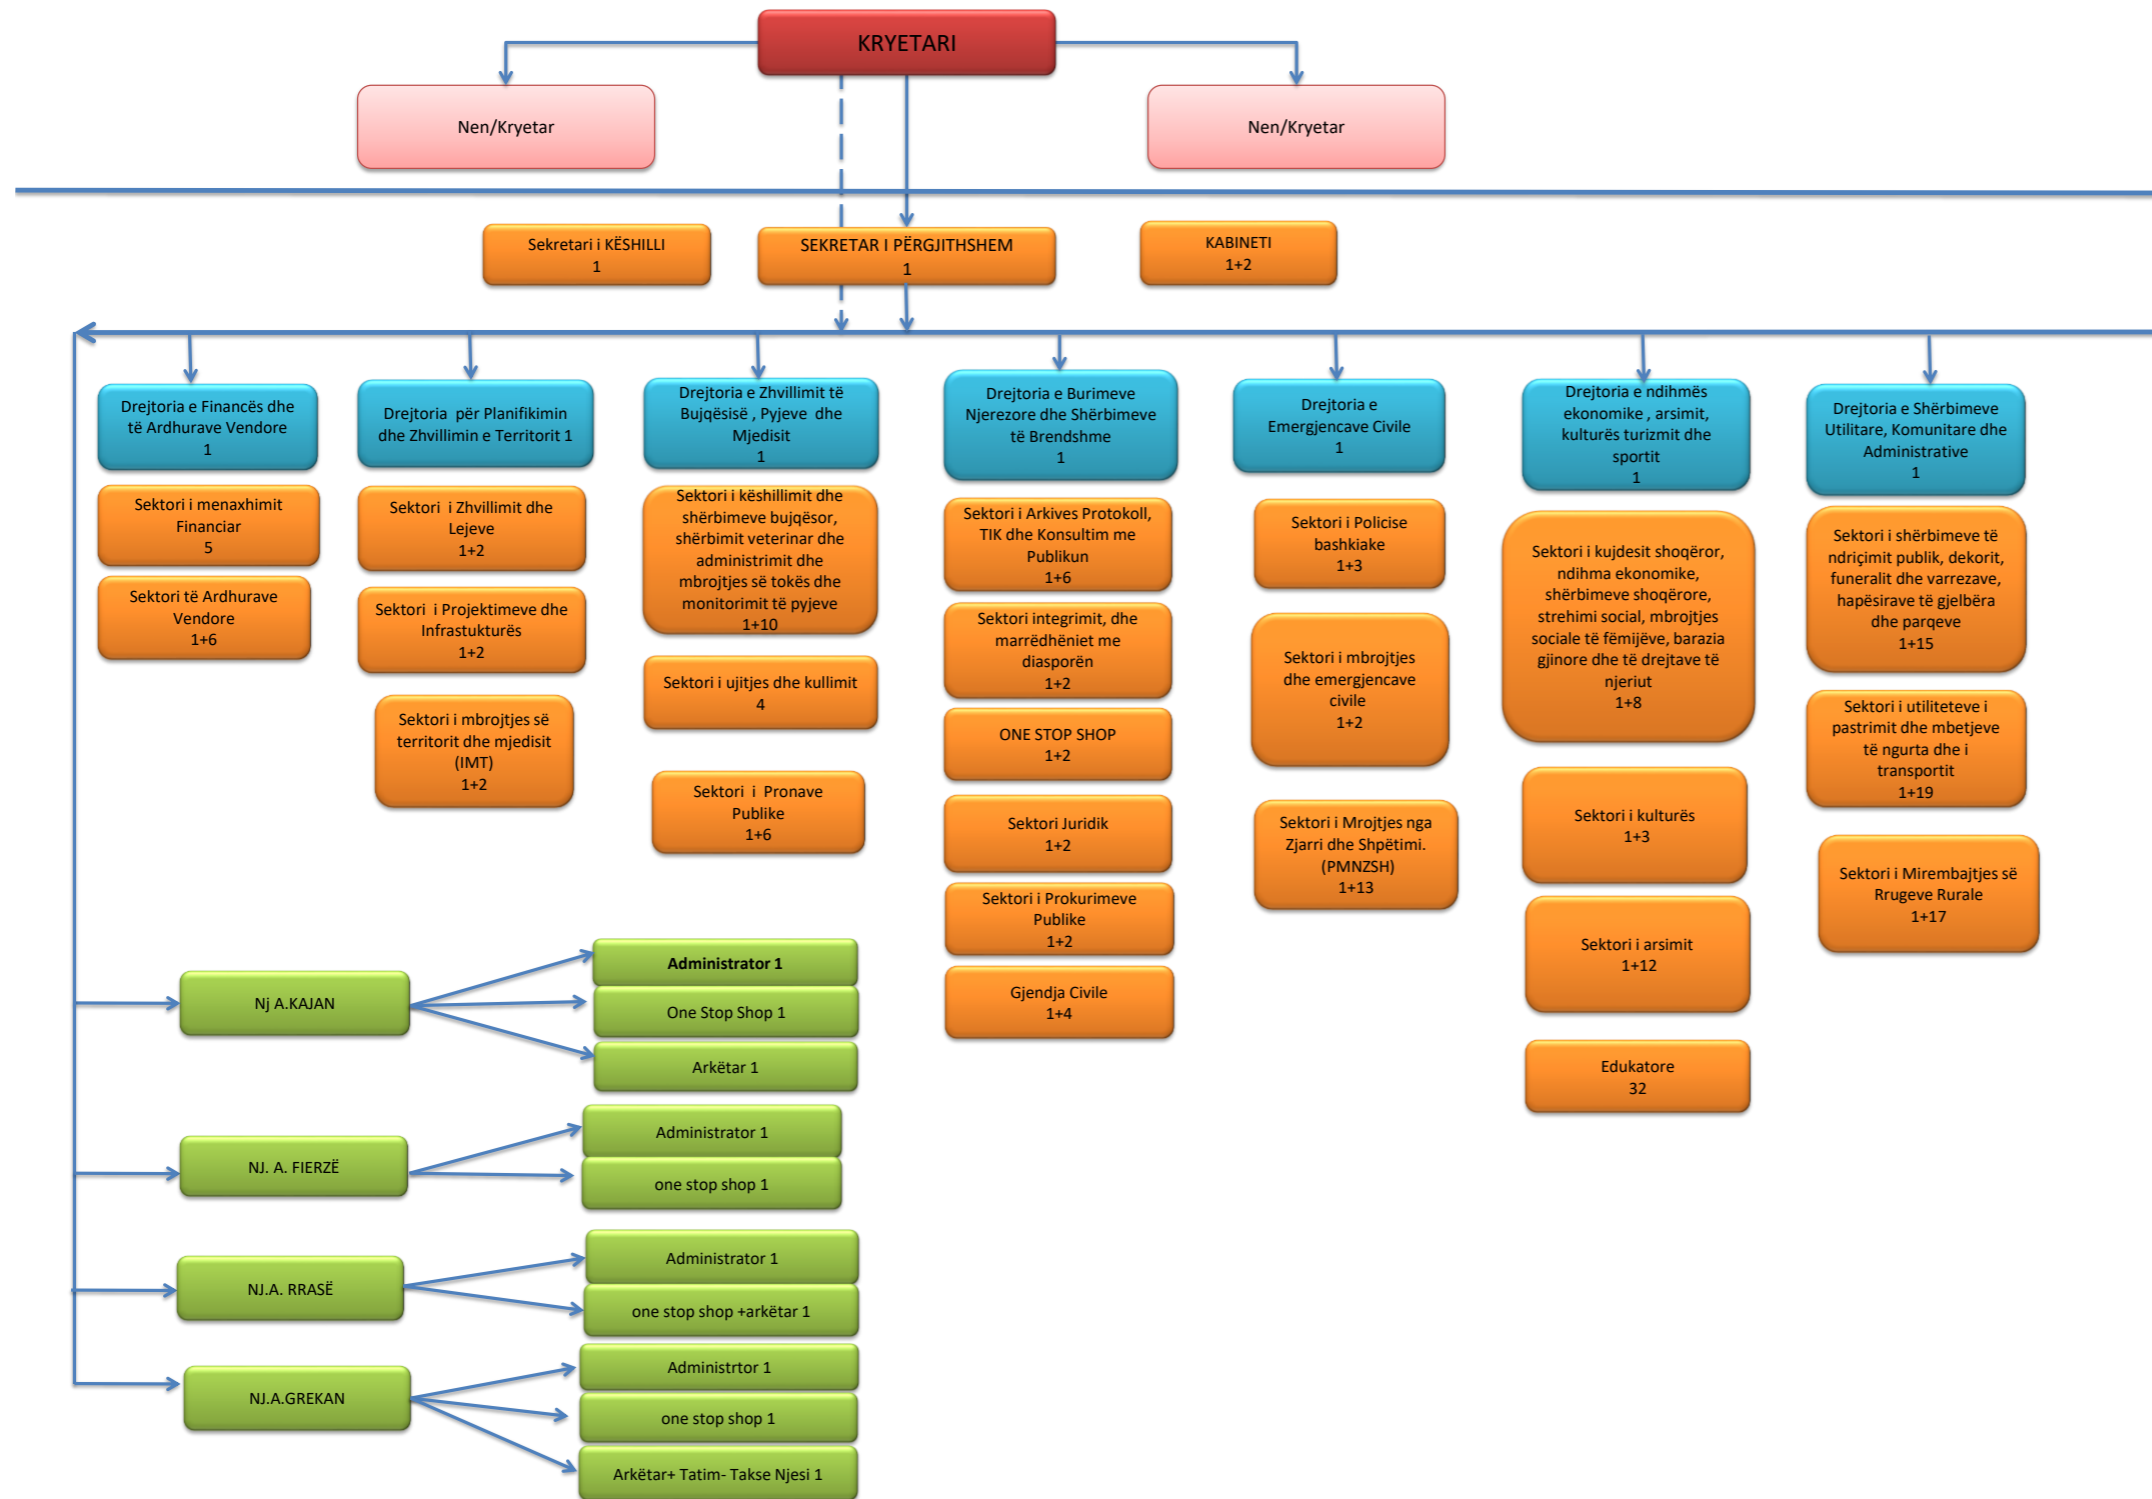 KRYETARI
Nen/Kryetar
Nen/Kryetar
Sekretari i KËSHILLI
1
SEKRETAR I PËRGJITHSHEM
1
KABINETI
1+2
Drejtoria e Financës dhe
të Ardhurave Vendore
1
Sektori i menaxhimit
Financiar
5
Sektori të Ardhurave
Vendore
1+6
Drejtoria për Planifikimin
dhe Zhvillimin e Territorit 1
Sektori i Zhvillimit dhe
Lejeve
1+2
Sektori i Projektimeve dhe
Infrastukturës
1+2
Sektori i mbrojtjes së
territorit dhe mjedisit
(IMT)
1+2
Drejtoria e Zhvillimit të
Bujqësisë , Pyjeve dhe
Mjedisit
1
Sektori i këshillimit dhe
shërbimeve bujqësor,
shërbimit veterinar dhe
administrimit dhe
mbrojtjes së tokës dhe
monitorimit të pyjeve
1+10
Sektori i ujitjes dhe kullimit
4
Sektori i Pronave
Publike
1+6
Drejtoria e Burimeve
Njerezore dhe Shërbimeve
të Brendshme
1
Sektori i Arkives Protokoll,
TIK dhe Konsultim me
Publikun
1+6
Sektori integrimit, dhe
marrëdhëniet me
diasporën
1+2
ONE STOP SHOP
1+2
Sektori Juridik
1+2
Sektori i Prokurimeve
Publike
1+2
Gjendja Civile
1+4
Drejtoria e
Emergjencave Civile
1
Sektori i Policise
bashkiake
1+3
Sektori i mbrojtjes
dhe emergjencave
civile
1+2
Sektori i Mrojtjes nga
Zjarri dhe Shpëtimi.
(PMNZSH)
1+13
Drejtoria e ndihmës
ekonomike , arsimit,
kulturës turizmit dhe
sportit
1
Sektori i kujdesit shoqëror,
ndihma ekonomike,
shërbimeve shoqërore,
strehimi social, mbrojtjes
sociale të fëmijëve, barazia
gjinore dhe të drejtave të
njeriut
1+8
Sektori i kulturës
1+3
Sektori i arsimit
1+12
Edukatore
32
Drejtoria e Shërbimeve
Utilitare, Komunitare dhe
Administrative
1
Sektori i shërbimeve të
ndriçimit publik, dekorit,
funeralit dhe varrezave,
hapësirave të gjelbëra
dhe parqeve
1+15
Sektori i utiliteteve i
pastrimit dhe mbetjeve
të ngurta dhe i
transportit
1+19
Sektori i Mirembajtjes së
Rrugeve Rurale
1+17
Nj A.KAJAN
Administrator 1
One Stop Shop 1
Arkëtar 1
NJ. A. FIERZË
Administrator 1
one stop shop 1
NJ.A. RRASË
Administrator 1
one stop shop +arkëtar 1
NJ.A.GREKAN
Administrtor 1
one stop shop 1
Arkëtar+ Tatim- Takse Njesi 1